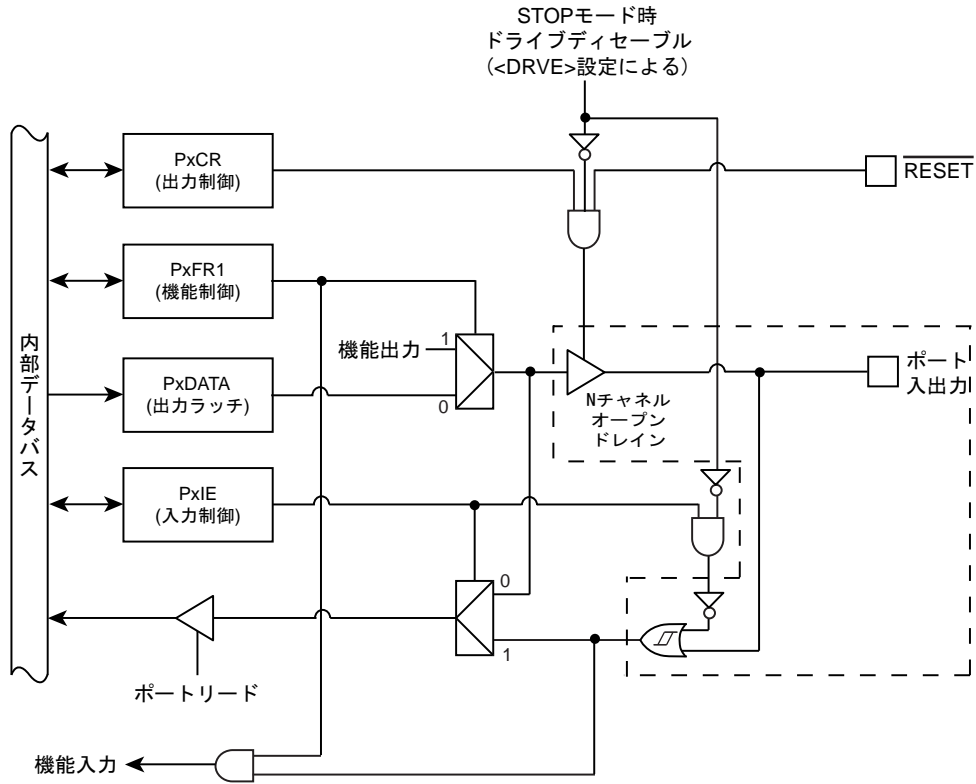 STOPモード時
ドライブディセーブル
(<DRVE>設定による)
PxCR
(出力制御)
RESET
PxFR1
(機能制御)
内部データバス
機能出力
1
0
PxDATA
(出力ラッチ)
Nチャネル
オープン
ドレイン
ポート
入出力
PxIE
(入力制御)
0
1
ポートリード
機能入力